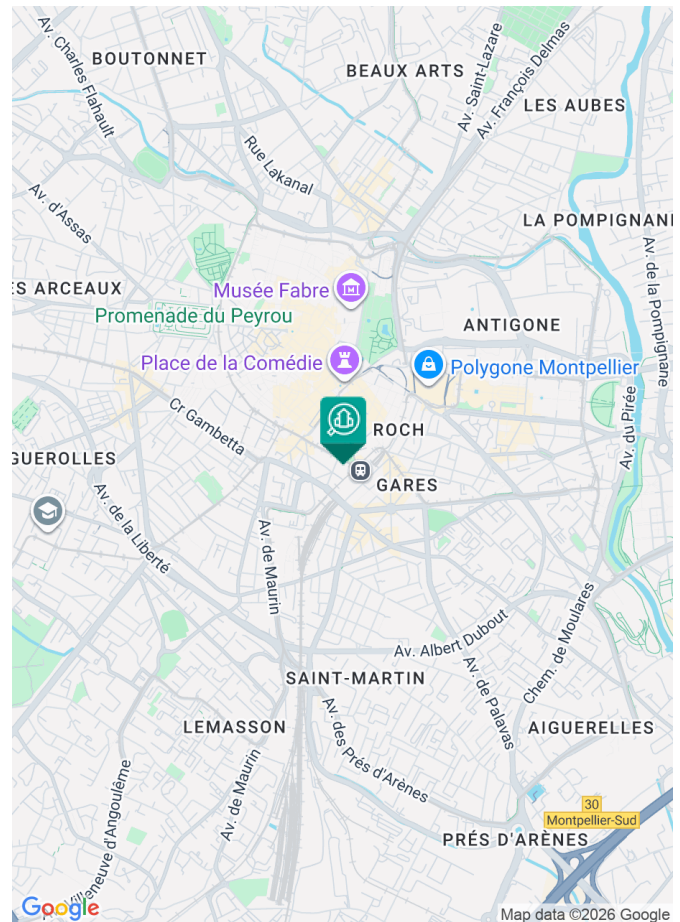 BOUTONNET
BEAUX ARTS
LES AUBES
Av. Charles Flahault
Av. Saint-Lazare
Av. François Delmas
Rue Lakanal
Av. d'Assas
LA POMPIGNANE
Av. de la Pompignane
ES ARCEAUX
Musée Fabre
Promenade du Peyrou
ANTIGONE
Place de la Comédie
Polygone Montpellier
Cr Gambetta
ROCH
Av. du Pirée
GUEROLLES
GARES
Av. de la Liberté
Av. de Maurin
Chem. de Moulares
Av. Albert Dubout
SAINT-MARTIN
Av. de Palavas
LEMASSON
Av. des Prés d'Arènes
AIGUERELLES
Av. de Maurin
30
Montpellier-Sud
PRÉS D'ARÈNES
Villeneuve d'Angoulême
Google
Map data ©2026 Google